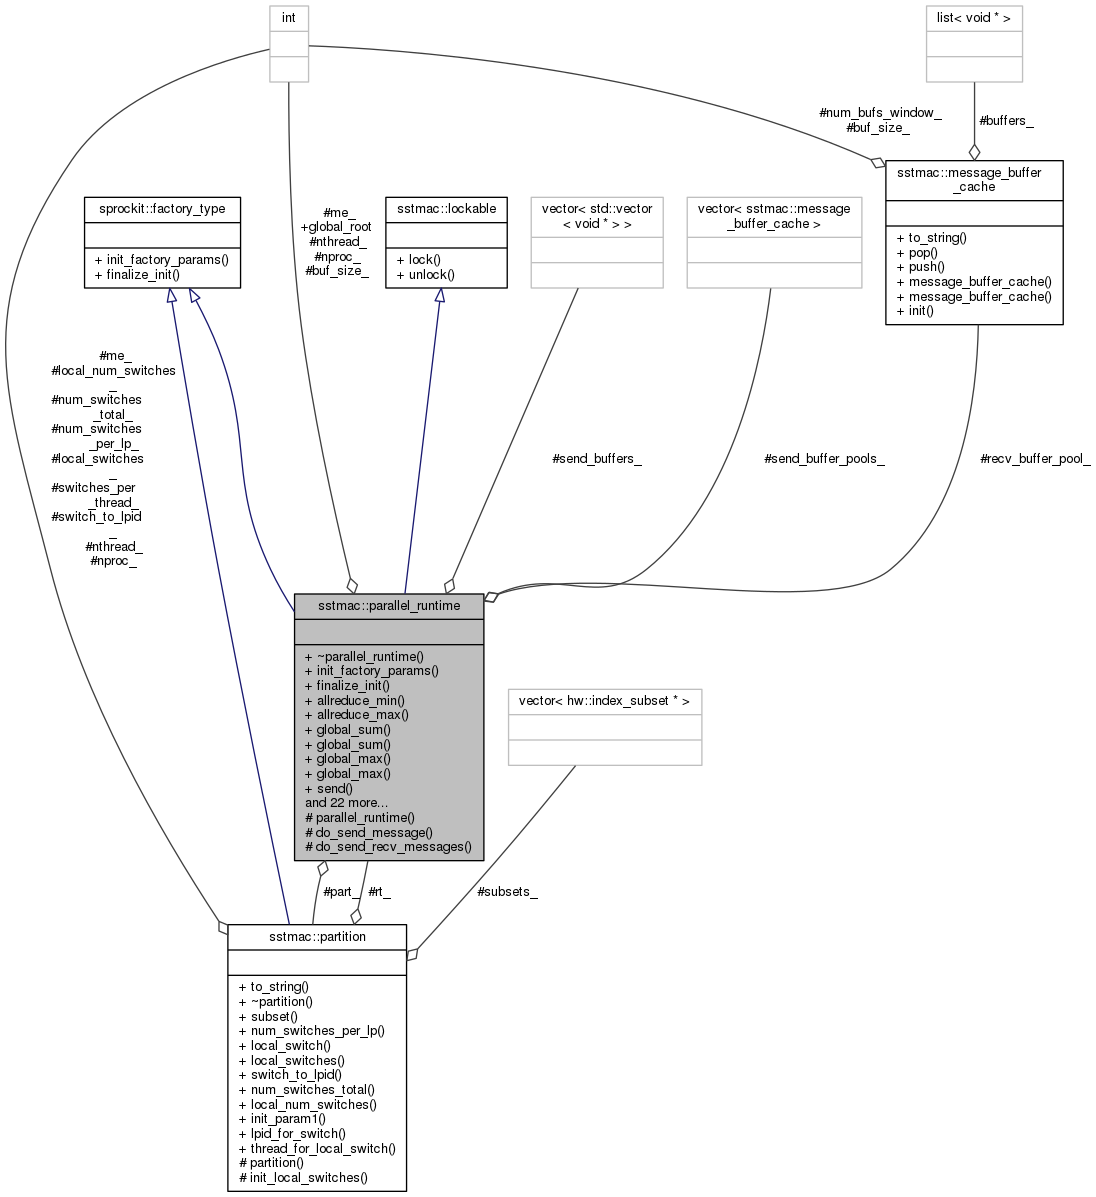 int
list< void * >
#num_bufs_window_
#buf_size_
#buffers_
sstmac::message_buffer
_cache
+ to_string()
+ pop()
+ push()
+ message_buffer_cache()
+ message_buffer_cache()
+ init()
sprockit::factory_type
+ init_factory_params()
+ finalize_init()
#me_
+global_root
#nthread_
#nproc_
#buf_size_
sstmac::lockable
+ lock()
+ unlock()
vector< std::vector
< void * > >
vector< sstmac::message
_buffer_cache >
#me_
#local_num_switches
_
#num_switches
_total_
#num_switches
_per_lp_
#local_switches
_
#switches_per
_thread_
#switch_to_lpid
_
#nthread_
#nproc_
#send_buffers_
#send_buffer_pools_
#recv_buffer_pool_
sstmac::parallel_runtime
+ ~parallel_runtime()
+ init_factory_params()
+ finalize_init()
+ allreduce_min()
+ allreduce_max()
+ global_sum()
+ global_sum()
+ global_max()
+ global_max()
+ send()
and 22 more...
# parallel_runtime()
# do_send_message()
# do_send_recv_messages()
vector< hw::index_subset * >
#part_
#rt_
#subsets_
sstmac::partition
+ to_string()
+ ~partition()
+ subset()
+ num_switches_per_lp()
+ local_switch()
+ local_switches()
+ switch_to_lpid()
+ num_switches_total()
+ local_num_switches()
+ init_param1()
+ lpid_for_switch()
+ thread_for_local_switch()
# partition()
# init_local_switches()